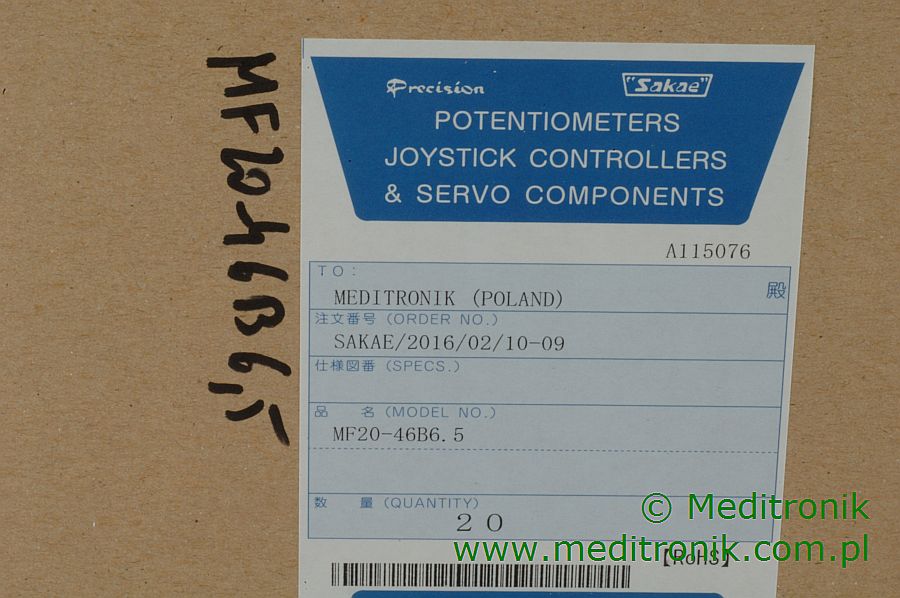 MF20-46B6,5
Precision "Sakae"
POTENTIOMETERS
JOYSTICK CONTROLLERS
& SERVO COMPONENTS
A115076
TO:
MEDITRONIK (POLAND) 殿
注文番号 (ORDER NO.)
SAKAE/2016/02/10-09
仕様図番 (SPECS.)
品 名 (MODEL NO.)
MF20-46B6.5
数 量 (QUANTITY)
20
© Meditronik
www.meditronik.com.pl
【RoHS】